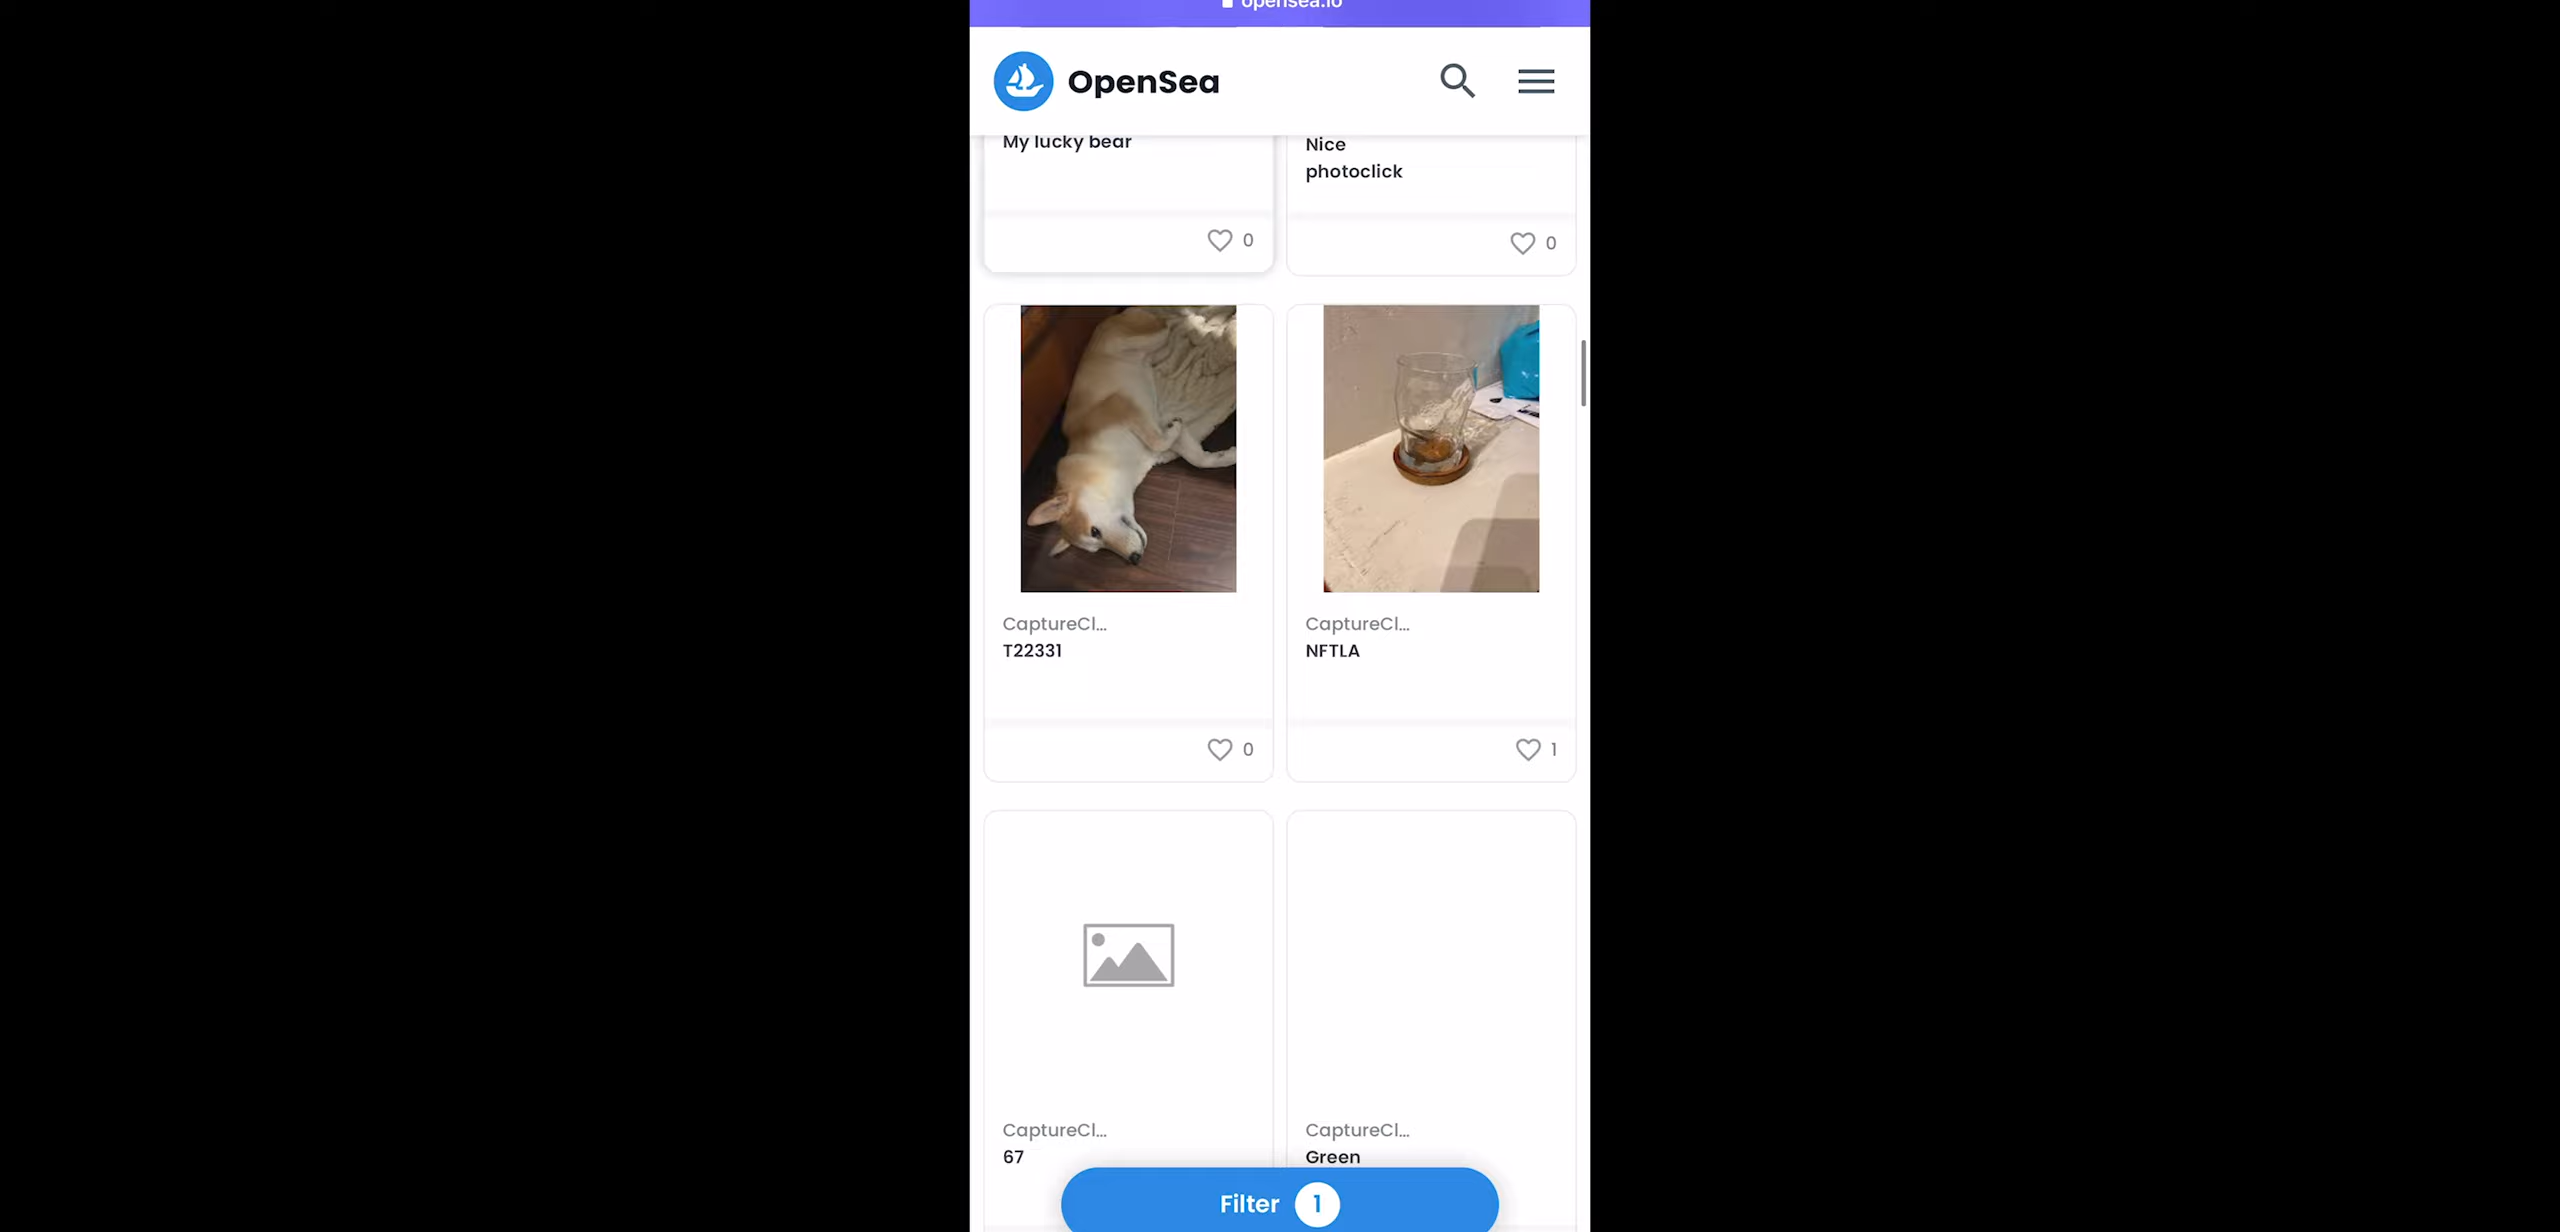 opensea.io
OpenSea
My lucky bear
Nice
photoclick
0
0
CaptureCl...
T22331
CaptureCl...
NFTLA
0
1
CaptureCl...
67
CaptureCl...
Green
Filter 1